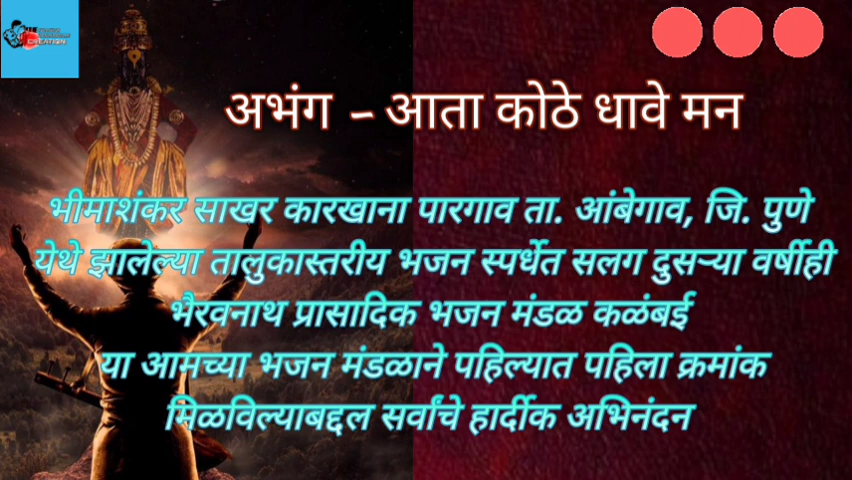 CREATION
अभंग - आता कोठे धावे मन
भीमाशंकर साखर कारखाना पारगाव ता. आंबेगाव, जि. पुणे
येथे झालेल्या तालुकास्तरीय भजन स्पर्धेत सलग दुसऱ्या वर्षीही
भैरवनाथ प्रासादिक भजन मंडळ कळंबई
या आमच्या भजन मंडळाने पहिल्यात पहिला क्रमांक
मिळविल्याबद्दल सर्वांचे हार्दीक अभिनंदन